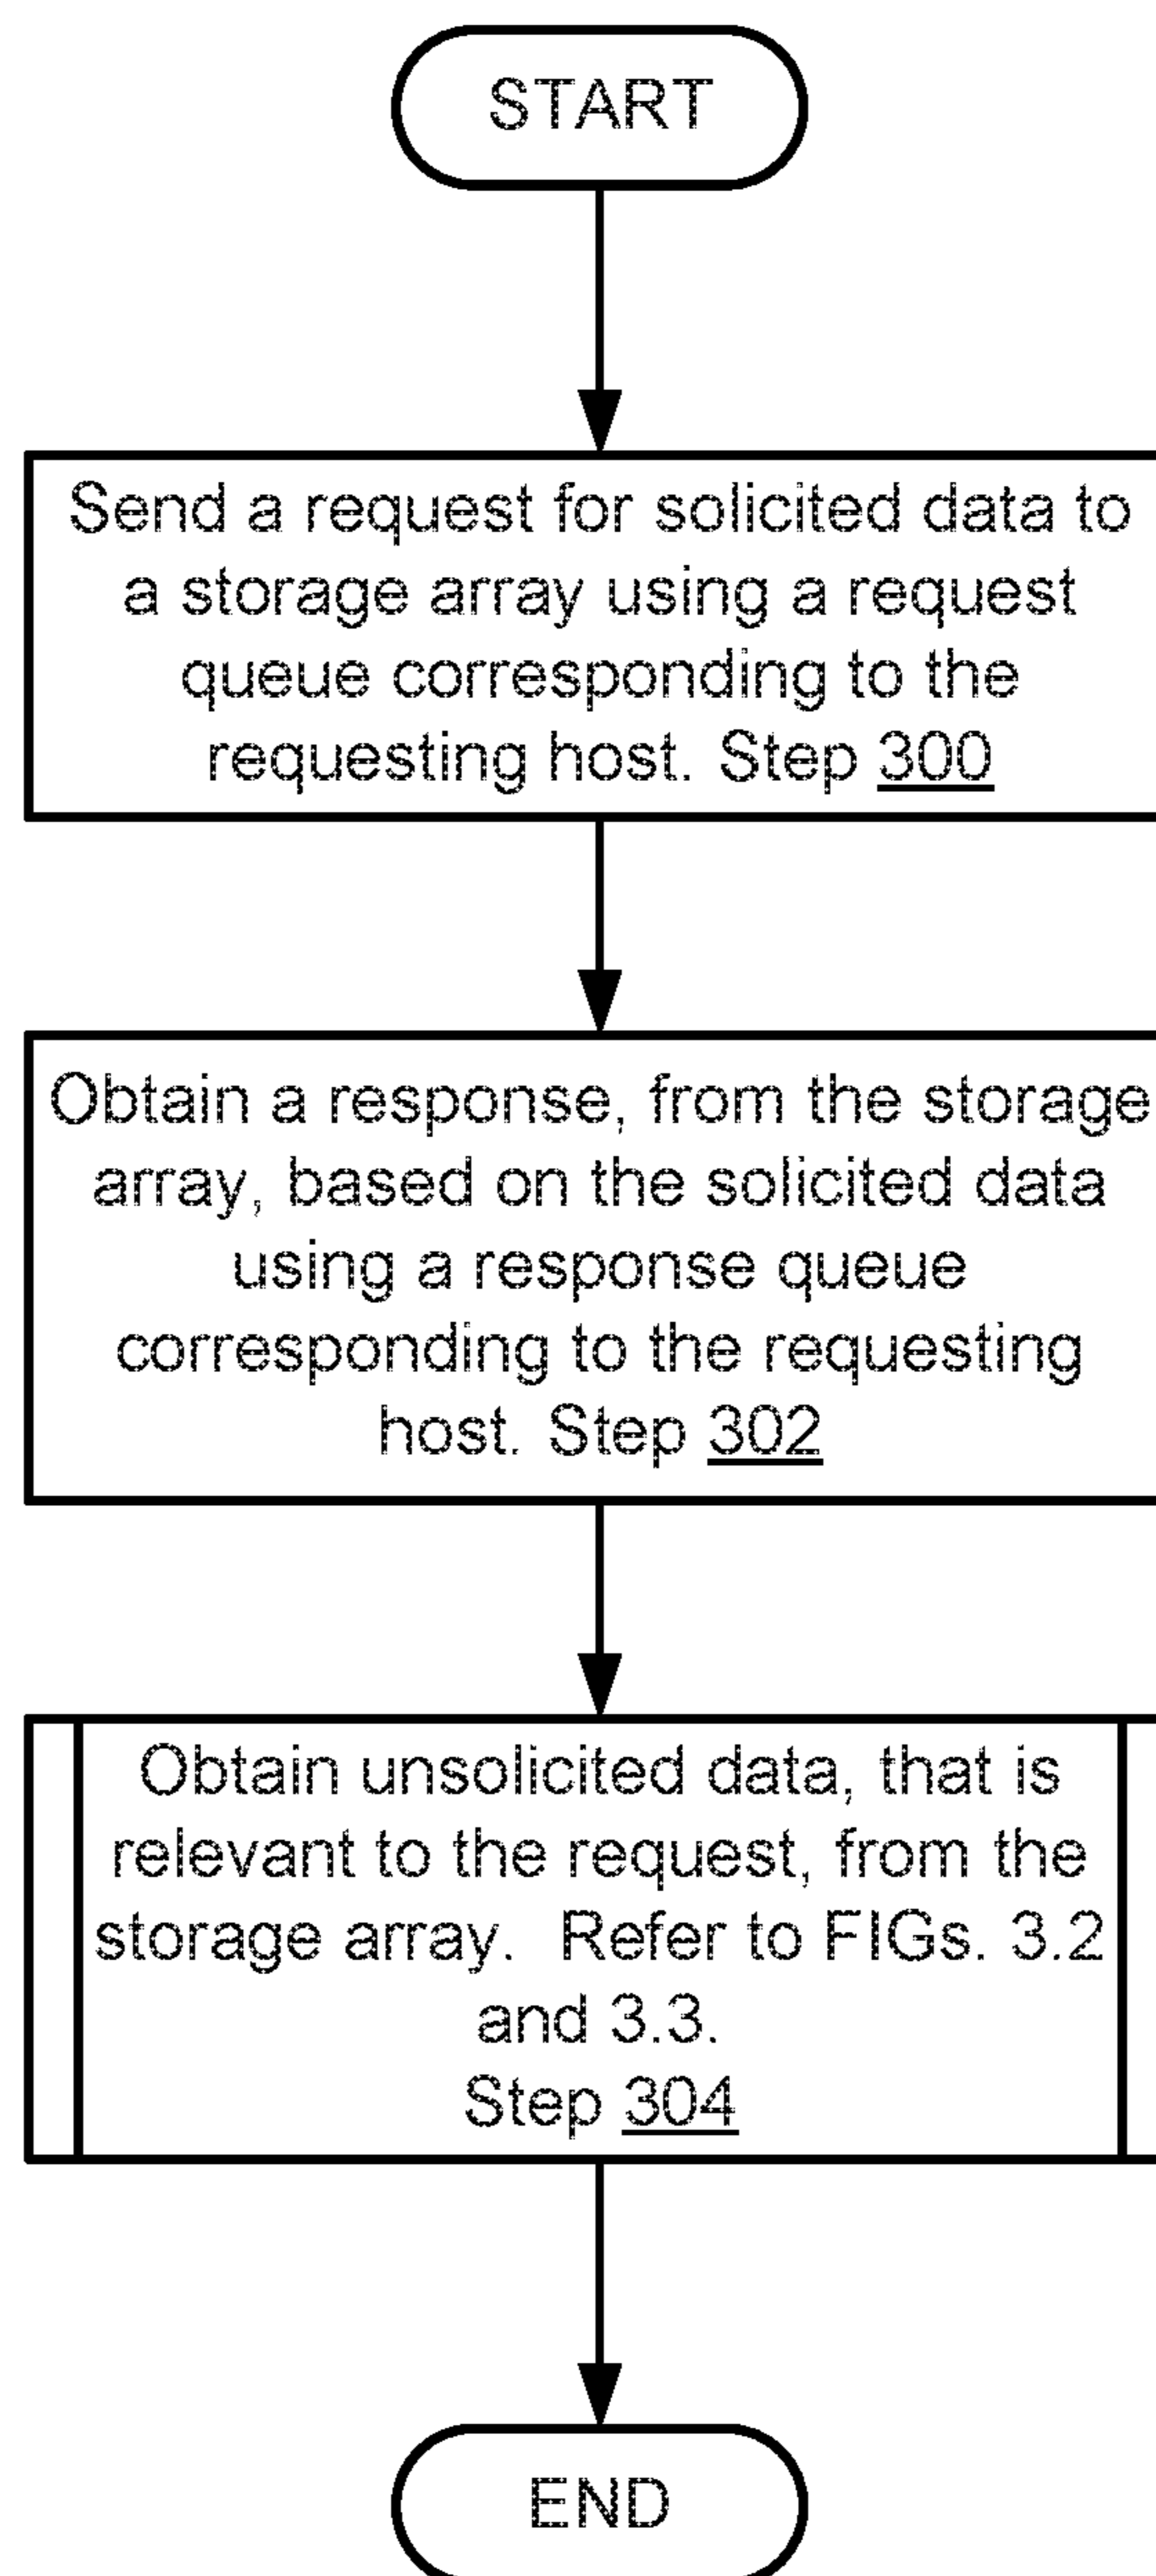 START
Send a request for solicited data to
a storage array using a request
queue corresponding to the
requesting host. Step 300
Obtain a response, from the storage
array, based on the solicited data
using a response queue
corresponding to the requesting
host. Step 302
Obtain unsolicited data, that is
relevant to the request, from the
storage array.  Refer to FIGs. 3.2
and 3.3.
Step 304
END